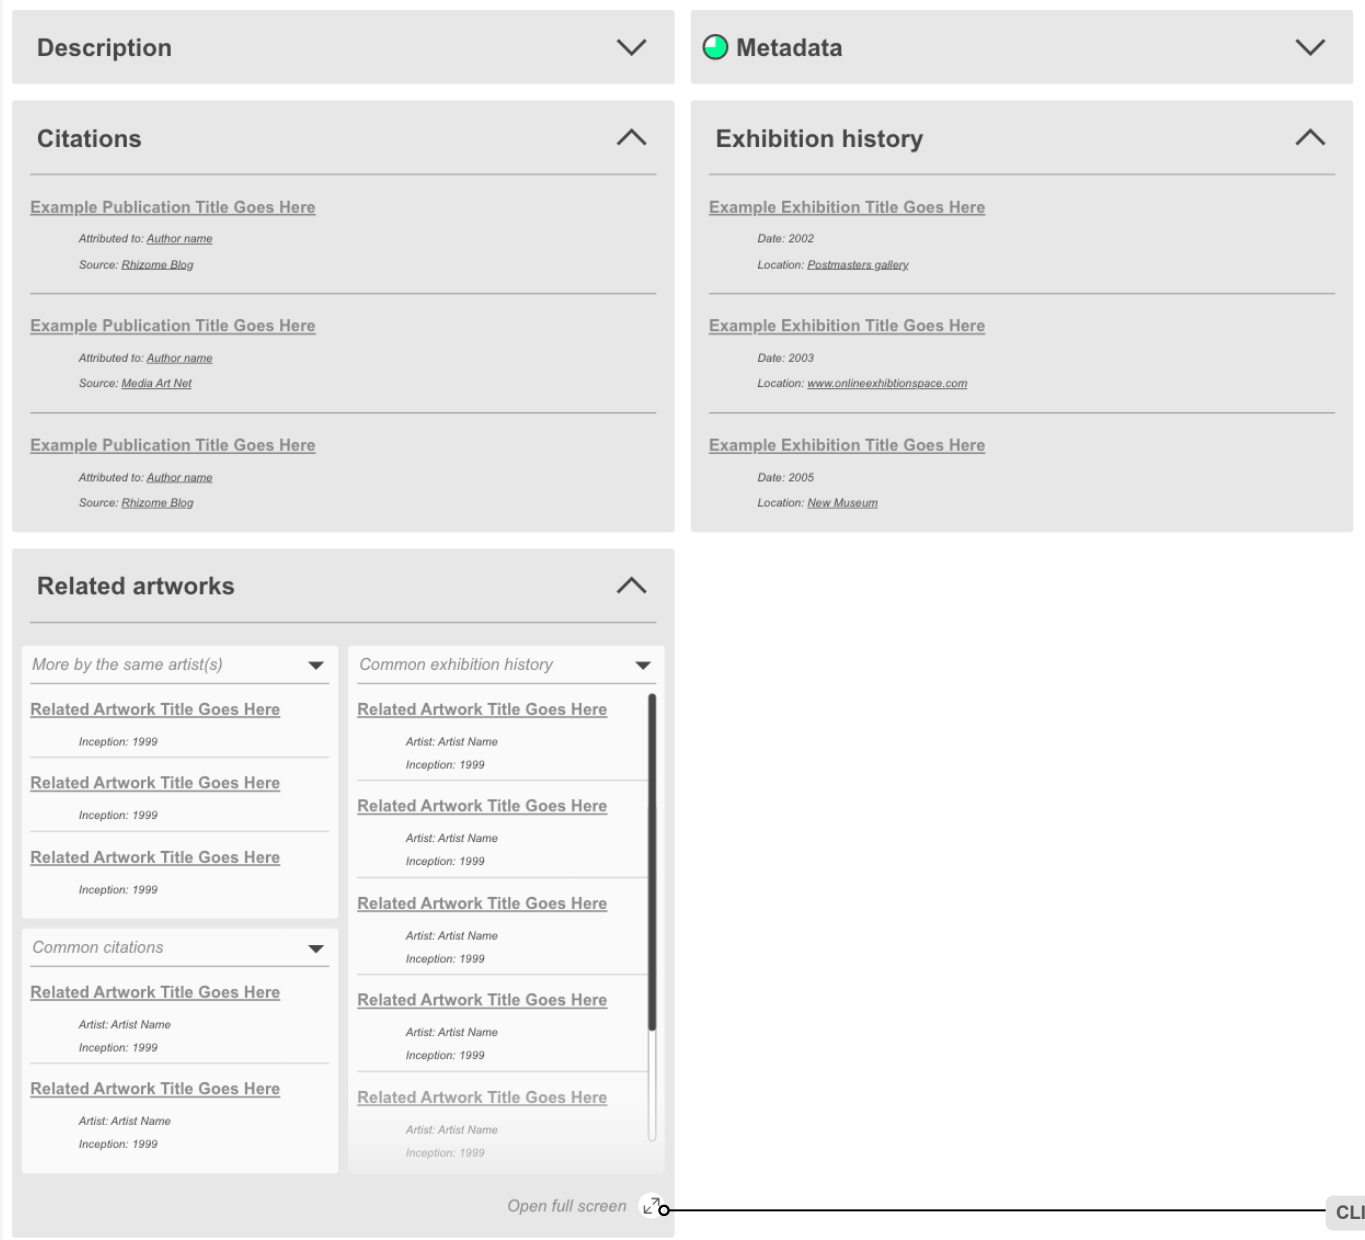 Description
Metadata
Citations
Example Publication Title Goes Here
Attributed to: Author name
Source: Rhizome Blog
Example Publication Title Goes Here
Attributed to: Author name
Source: Media Art Net
Example Publication Title Goes Here
Attributed to: Author name
Source: Rhizome Blog
Exhibition history
Example Exhibition Title Goes Here
Date: 2002
Location: Postmasters gallery
Example Exhibition Title Goes Here
Date: 2003
Location: www.onlineexhibtionspace.com
Example Exhibition Title Goes Here
Date: 2005
Location: New Museum
Related artworks
More by the same artist(s)
Related Artwork Title Goes Here
Inception: 1999
Related Artwork Title Goes Here
Inception: 1999
Related Artwork Title Goes Here
Inception: 1999
Common citations
Related Artwork Title Goes Here
Artist: Artist Name
Inception: 1999
Related Artwork Title Goes Here
Artist: Artist Name
Inception: 1999
Common exhibition history
Related Artwork Title Goes Here
Artist: Artist Name
Inception: 1999
Related Artwork Title Goes Here
Artist: Artist Name
Inception: 1999
Related Artwork Title Goes Here
Artist: Artist Name
Inception: 1999
Related Artwork Title Goes Here
Artist: Artist Name
Inception: 1999
Related Artwork Title Goes Here
Artist: Artist Name
Inception: 1999
Open full screen
CLI